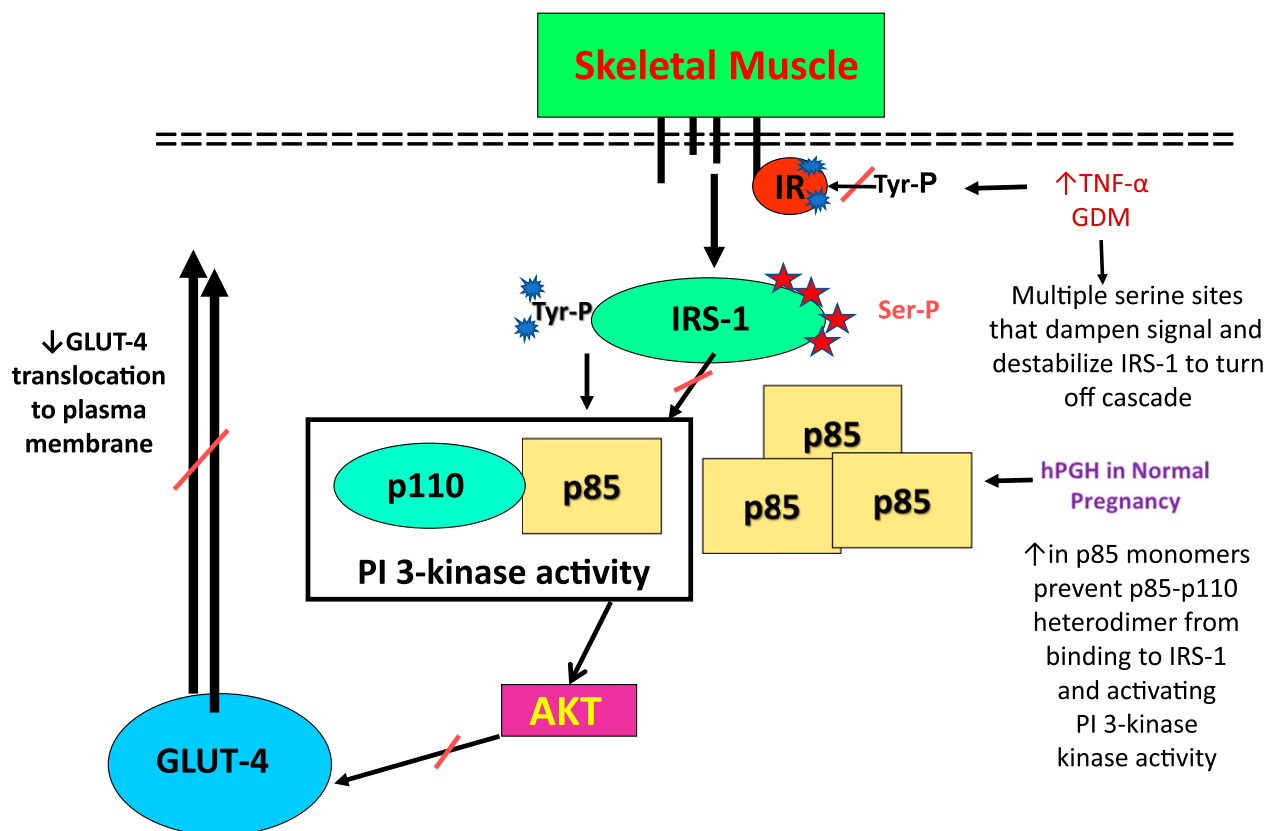 Skeletal Muscle
IR
Tyr-P
↑TNF-α
GDM
Multiple serine sites
that dampen signal and
destabilize IRS-1 to turn
off cascade
Tyr-P
IRS-1
Ser-P
↓GLUT-4
translocation
to plasma
membrane
p110
p85
PI 3-kinase activity
p85
p85
p85
hPGH in Normal
Pregnancy
↑in p85 monomers
prevent p85-p110
heterodimer from
binding to IRS-1
and activating
PI 3-kinase
kinase activity
AKT
GLUT-4